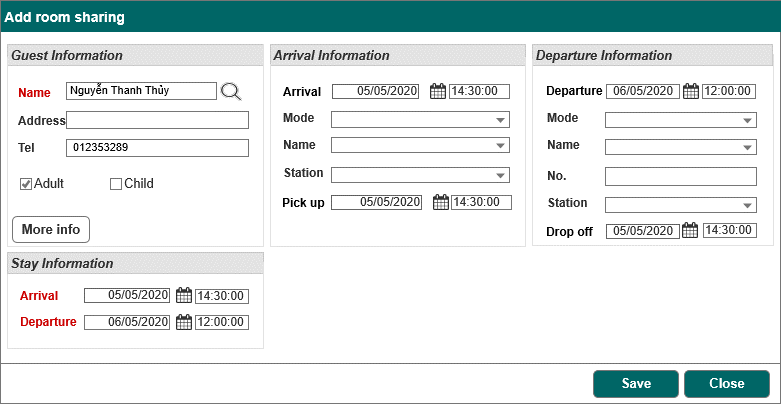 Add room sharing
Guest Information
Name Nguyễn Thanh Thủy
Address
Tel 012353289
Adult Child
More info
Arrival Information
Arrival 05/05/2020 14:30:00
Mode
Name
Station
Pick up 05/05/2020 14:30:00
Departure Information
Departure 06/05/2020 12:00:00
Mode
Name
No.
Station
Drop off 05/05/2020 14:30:00
Stay Information
Arrival 05/05/2020 14:30:00
Departure 06/05/2020 12:00:00
Save Close